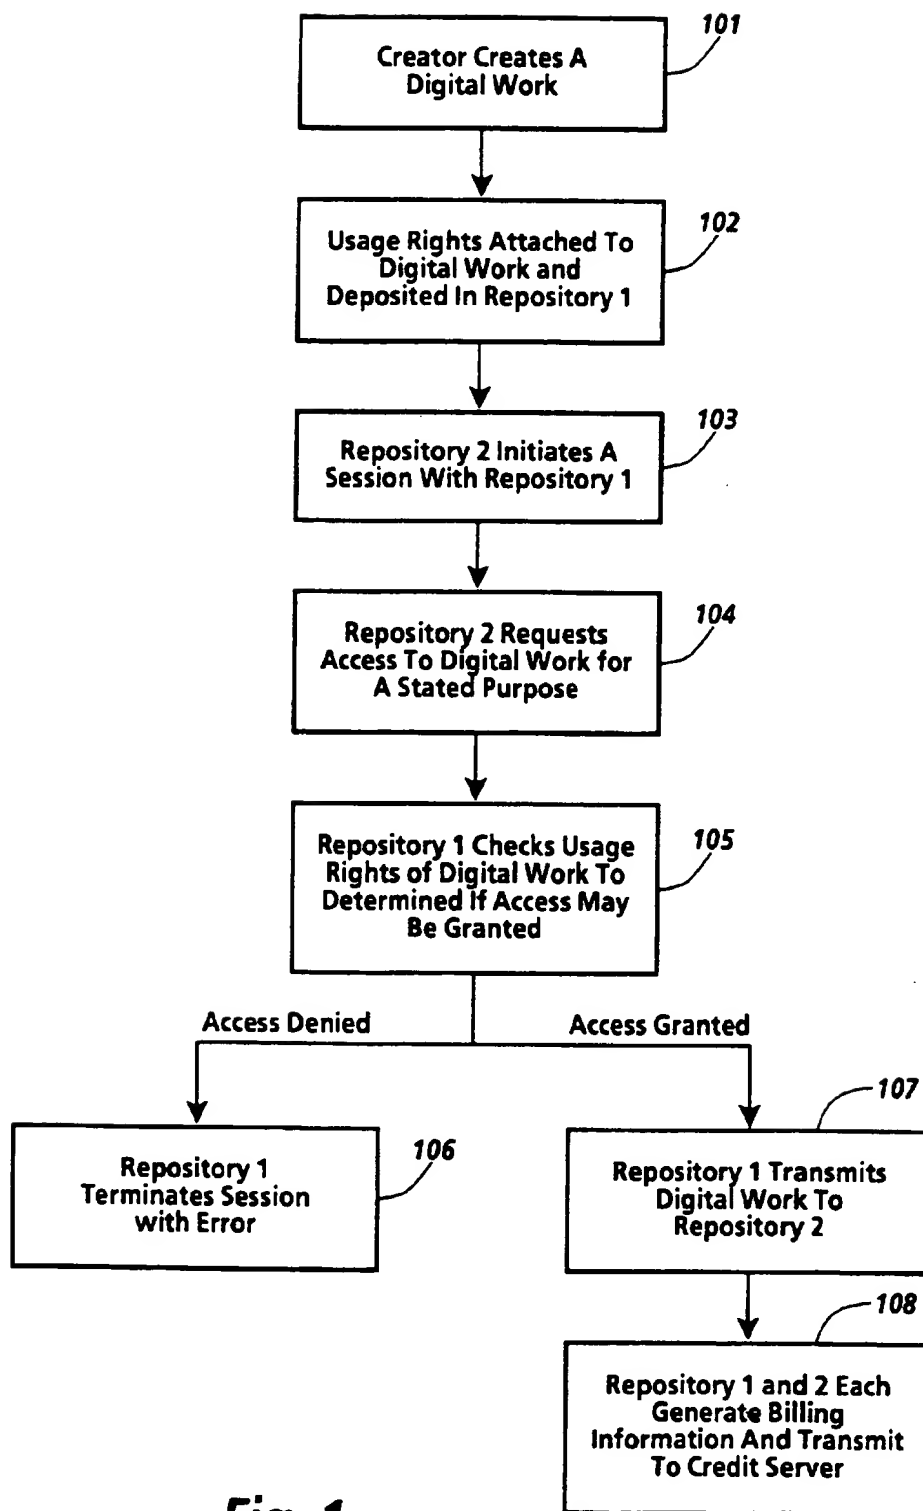 101
Creator Creates A
Digital Work
102
Usage Rights Attached To
Digital Work and
Deposited In Repository 1
103
Repository 2 Initiates A
Session With Repository 1
104
Repository 2 Requests
Access To Digital Work for
A Stated Purpose
105
Repository 1 Checks Usage
Rights of Digital Work To
Determined If Access May
Be Granted
Access Denied
Access Granted
106
Repository 1
Terminates Session
with Error
107
Repository 1 Transmits
Digital Work To
Repository 2
108
Repository 1 and 2 Each
Generate Billing
Information And Transmit
To Credit Server
Fig. 1